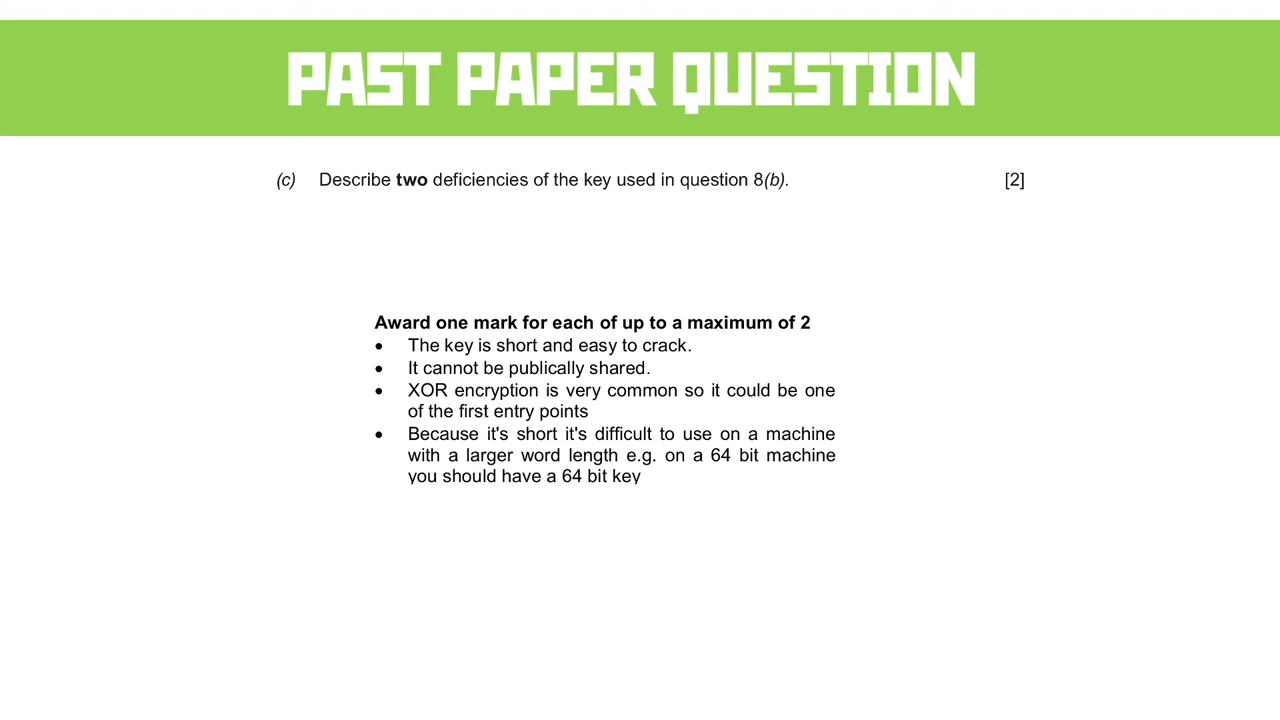 PAST PAPER QUESTION
(c) Describe two deficiencies of the key used in question 8(b). [2]
Award one mark for each of up to a maximum of 2
• The key is short and easy to crack.
• It cannot be publically shared.
• XOR encryption is very common so it could be one
of the first entry points
• Because it's short it's difficult to use on a machine
with a larger word length e.g. on a 64 bit machine
you should have a 64 bit key